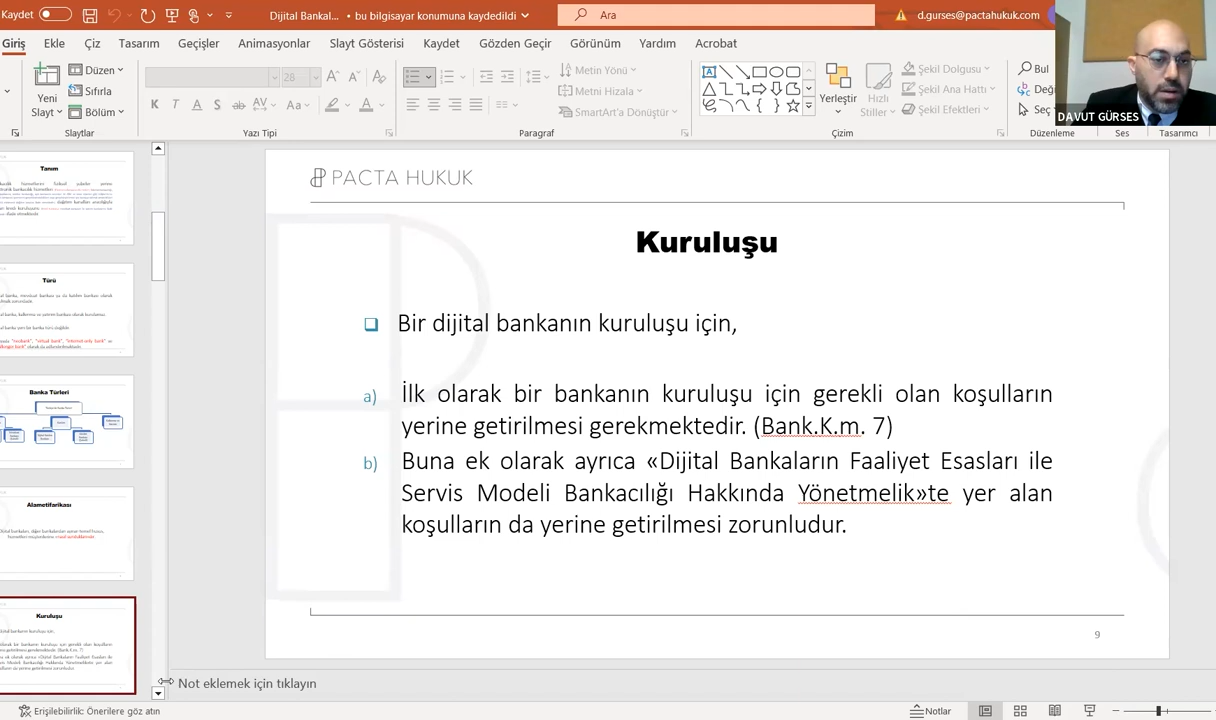 Kaydet
Dijital Bankal... • bu bilgisayar konumuna kaydedildi
Ara
d.gurses@pactahukuk.com
Giriş Ekle Çiz Tasarım Geçişler Animasyonlar Slayt Gösterisi Kaydet Gözden Geçir Görünüm Yardım Acrobat
Yeni Slayt
Düzen
Sıfırla
Bölüm
28
Metin Yönü
Metni Hizala
SmartArt'a Dönüştür
Yerleştir
Hızlı Stiller
Şekil Dolgusu
Şekil Ana Hattı
Şekil Efektleri
Bul
Seç
DAVUT GÜRSES
Slaytlar Yazı Tipi Paragraf Çizim Düzenleme Ses Tasarımcı
Tanım
Türü
Banka Türleri
Alametifarikası
Kuruluşu
PACTA HUKUK
Kuruluşu
Bir dijital bankanın kuruluşu için,
a) İlk olarak bir bankanın kuruluşu için gerekli olan koşulların
yerine getirilmesi gerekmektedir. (Bank.K.m. 7)
b) Buna ek olarak ayrıca «Dijital Bankaların Faaliyet Esasları ile
Servis Modeli Bankacılığı Hakkında Yönetmelik»te yer alan
koşulların da yerine getirilmesi zorunludur.
9
Not eklemek için tıklayın
Erişilebilirlik: Önerilere göz atın
Notlar